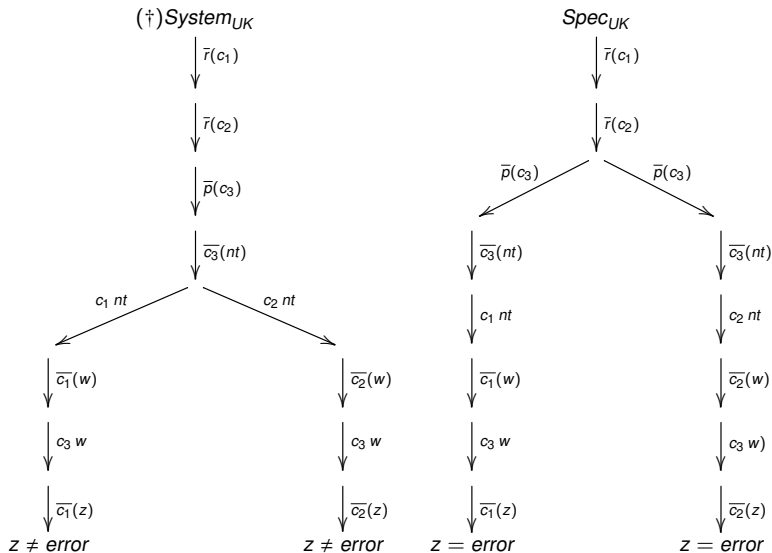 (†)System_UK Spec_UK
r̅(c₁) r̅(c₁)
r̅(c₂) r̅(c₂)
p̅(c₃) p̅(c₃) p̅(c₃)
c̅₃(nt) c̅₃(nt) c̅₃(nt)
c₁ nt c₂ nt c₁ nt c₂ nt
c̅₁(w) c̅₂(w) c̅₁(w) c̅₂(w)
c₃ w c₃ w c₃ w c₃ w)
c̅₁(z) c̅₂(z) c̅₁(z) c̅₂(z)
z ≠ error z ≠ error z = error z = error